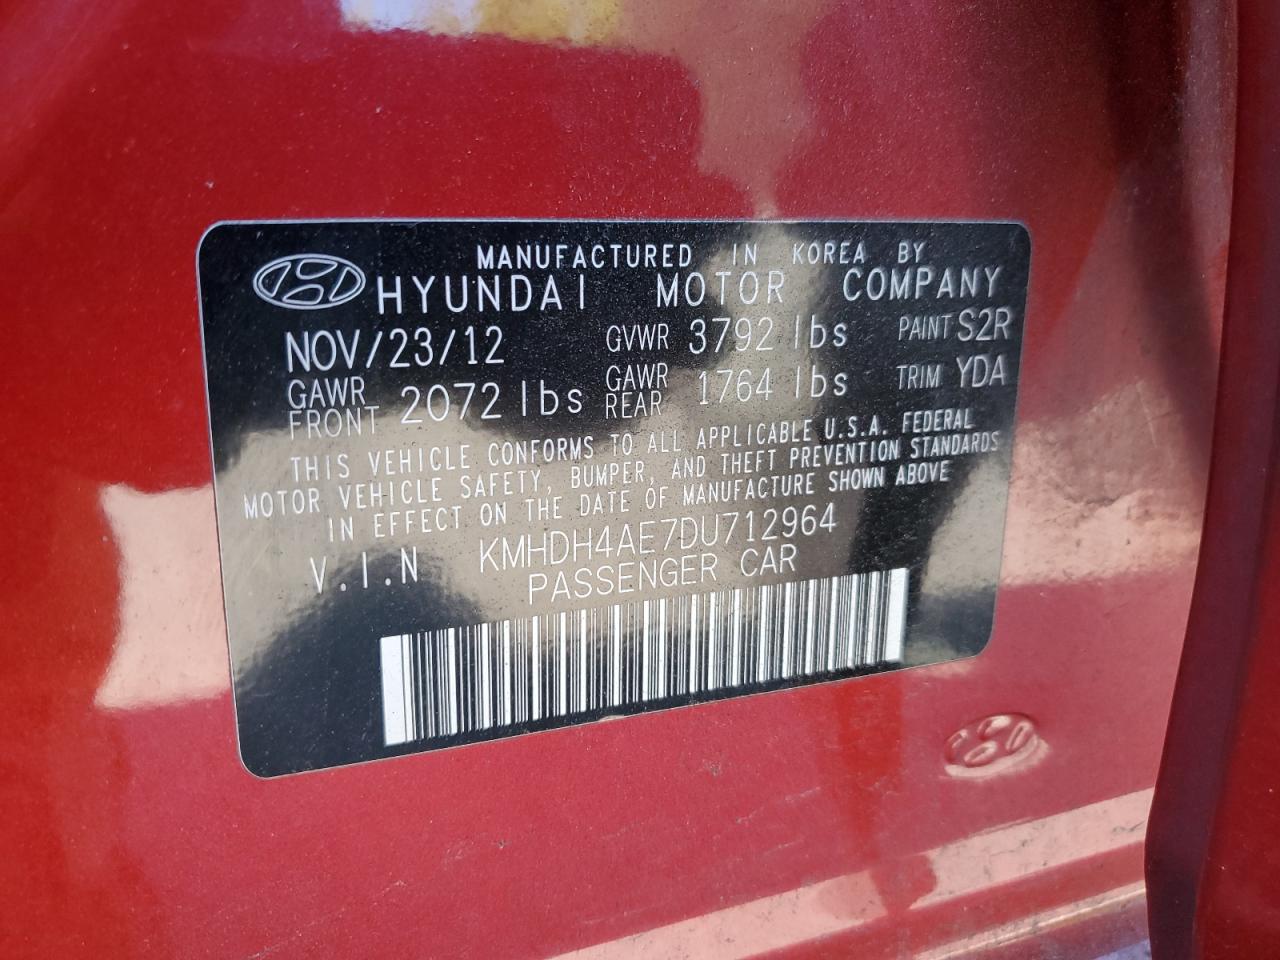 MANUFACTURED IN KOREA BY
HYUNDAI MOTOR COMPANY
NOV/23/12 GVWR 3792 lbs PAINT S2R
GAWR FRONT 2072 lbs GAWR REAR 1764 lbs TRIM YDA
THIS VEHICLE CONFORMS TO ALL APPLICABLE U.S.A. FEDERAL
MOTOR VEHICLE SAFETY, BUMPER, AND THEFT PREVENTION STANDARDS
IN EFFECT ON THE DATE OF MANUFACTURE SHOWN ABOVE
V.I.N KMHDH4AE7DU712964
PASSENGER CAR